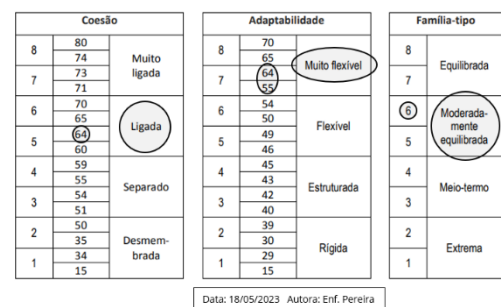 Coesão
8 80 Muito ligada
74
7 73
71
6 70 Ligada
65
5 64
60
4 59 Separado
55
3 54
51
2 50 Desmem-
35 brada
1 34
15
Adaptabilidade
8 70 Muito flexível
65
7 64
55
6 54 Flexível
50
5 49
46
4 45 Estruturada
43
3 42
40
2 39 Rígida
30
1 29
15
Família-tipo
8 Equilibrada
7
6 Moderada-
mente
5 equilibrada
4 Meio-termo
3
2 Extrema
1
Data: 18/05/2023 Autora: Enf. Pereira